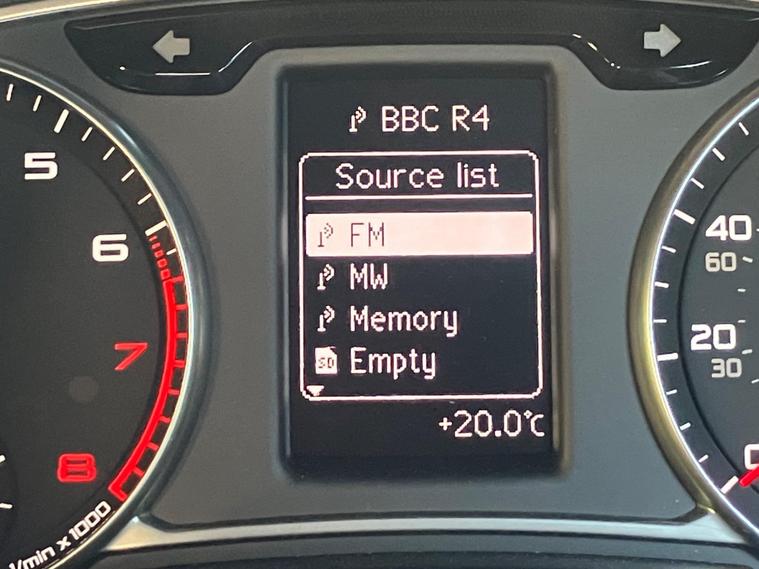 BBC R4
Source list
FM
MW
Memory
SD Empty
+20.0°C
5
6
7
8
1/min x 1000
40
60
20
30
0